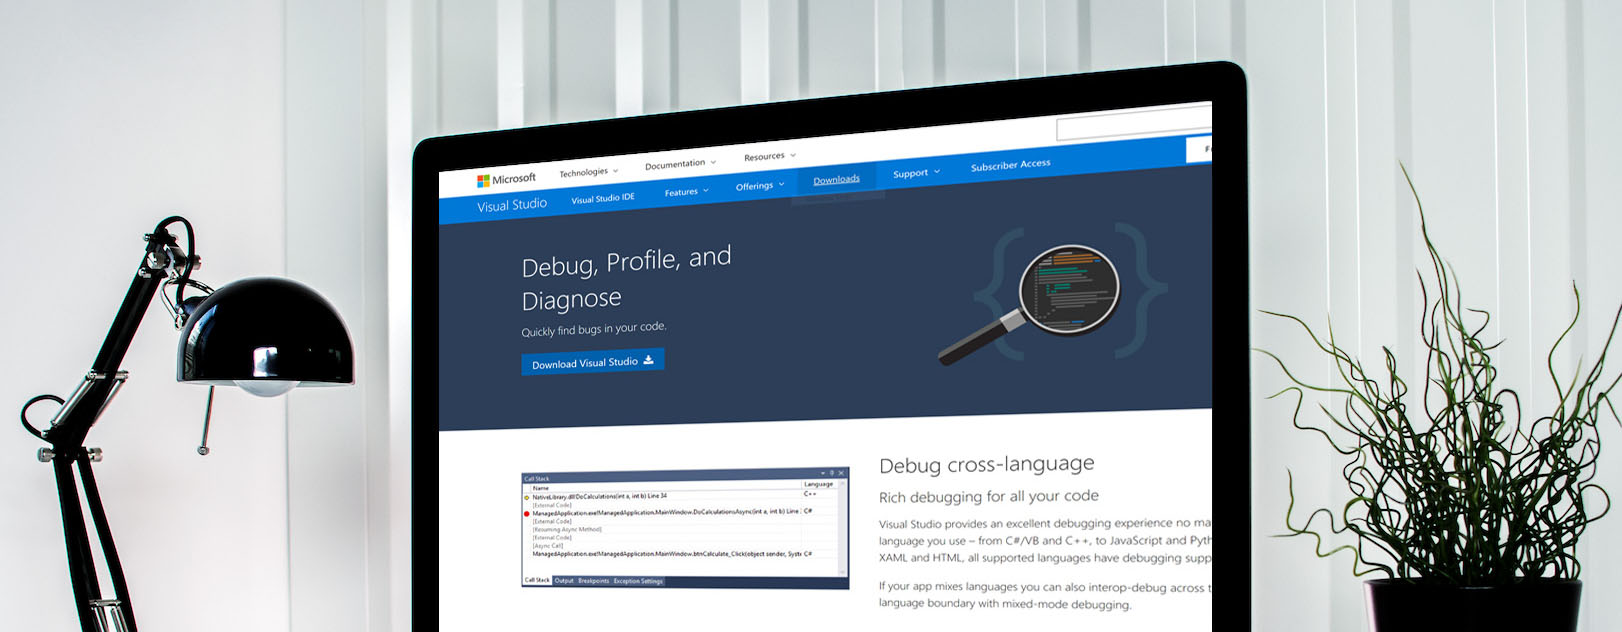 Microsoft
Technologies
Documentation
Resources
Visual Studio
Visual Studio IDE
Features
Offerings
Downloads
Support
Subscriber Access
Debug, Profile, and
Diagnose
Quickly find bugs in your code.
Download Visual Studio
Call Stack
Name
Language
NativeLibrary.dll!DoCalculations(int a, int b) Line 34
C++
[External Code]
ManagedApplication.exe!ManagedApplication.MainWindow.DoCalculationsAsync(int a, int b) Line
C#
[External Code]
[Resuming Async Method]
[External Code]
[Async Call]
ManagedApplication.exe!ManagedApplication.MainWindow.btnCalculate_Click(object sender, Syste
C#
Call Stack
Output
Breakpoints
Exception Settings
Debug cross-language
Rich debugging for all your code
Visual Studio provides an excellent debugging experience no ma
language you use – from C#/VB and C++, to JavaScript and Pyth
XAML and HTML, all supported languages have debugging supp
If your app mixes languages you can also interop-debug across t
language boundary with mixed-mode debugging.